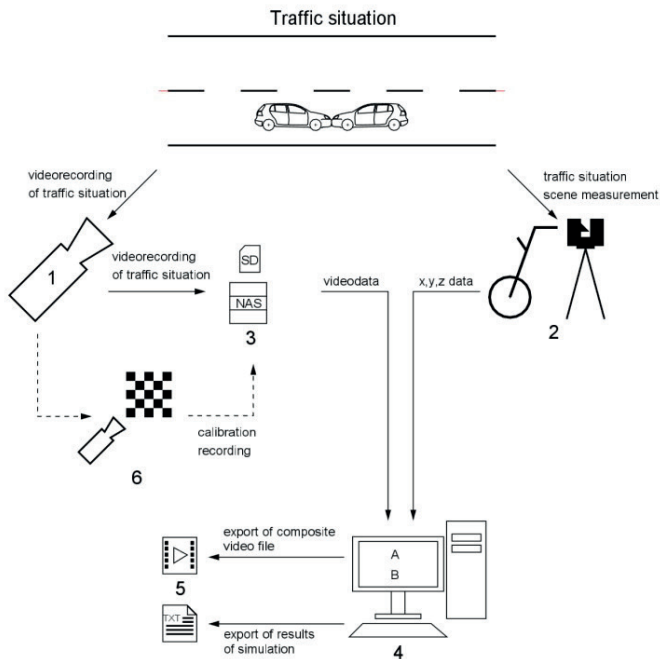 Traffic situation
videorecording
of traffic situation
traffic situation
scene measurement
1
videorecording
of traffic situation
SD
NAS
3
videodata
x,y,z data
2
calibration
recording
6
export of composite
video file
5
A
B
TXT
export of results
of simulation
4